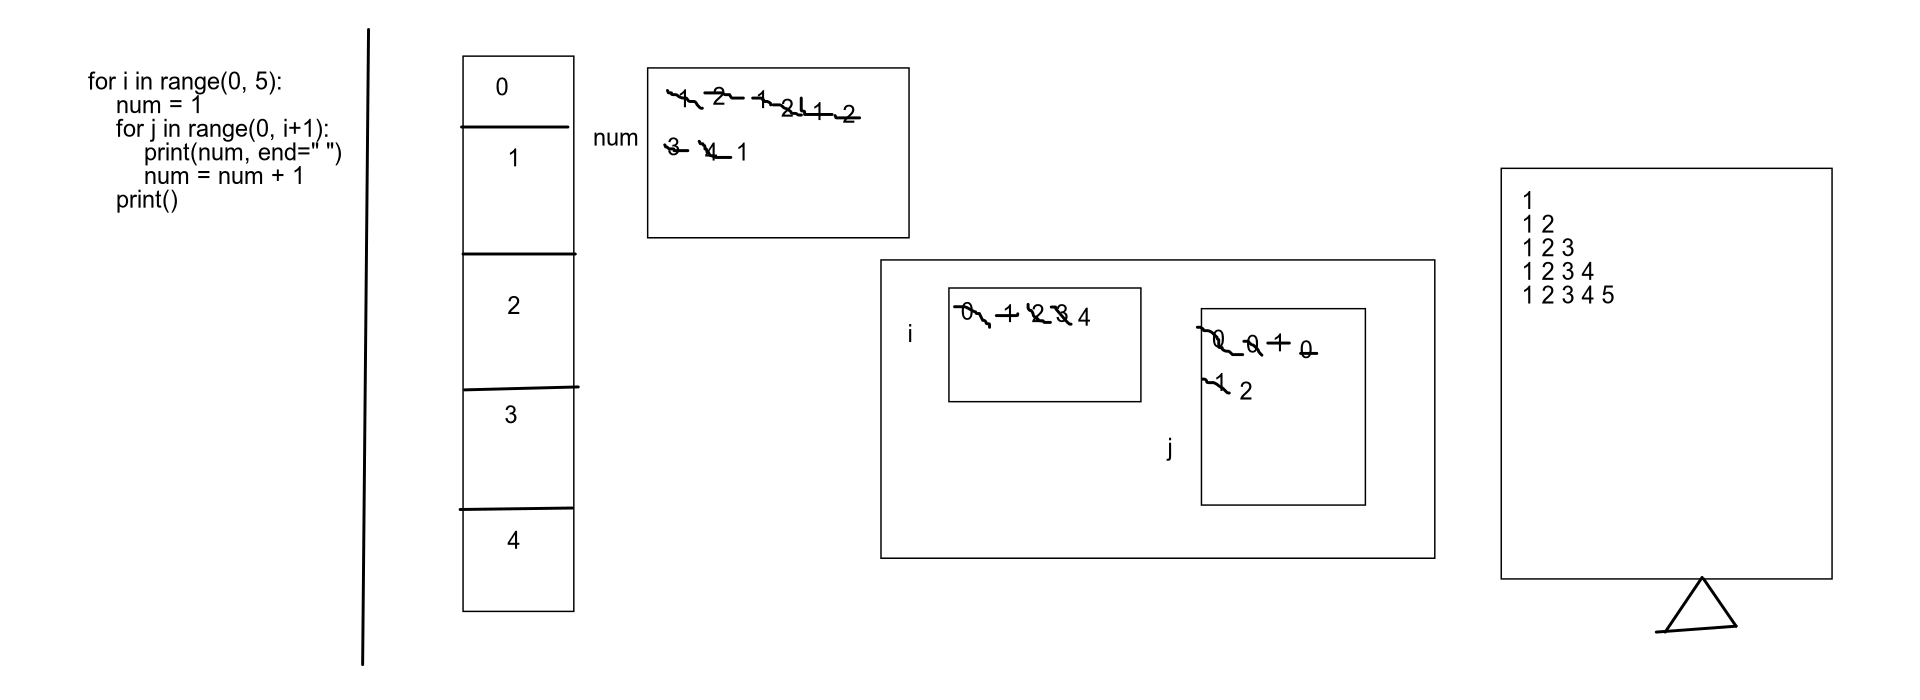 for i in range(0, 5):
num = 1
for j in range(0, i+1):
print(num, end=" ")
num = num + 1
print()
0
1
2
3
4
num
1 2 1 2 1 2
3 4 1
i
0 1 2 3 4
j
0 0 1 0
1 2
1
1 2
1 2 3
1 2 3 4
1 2 3 4 5